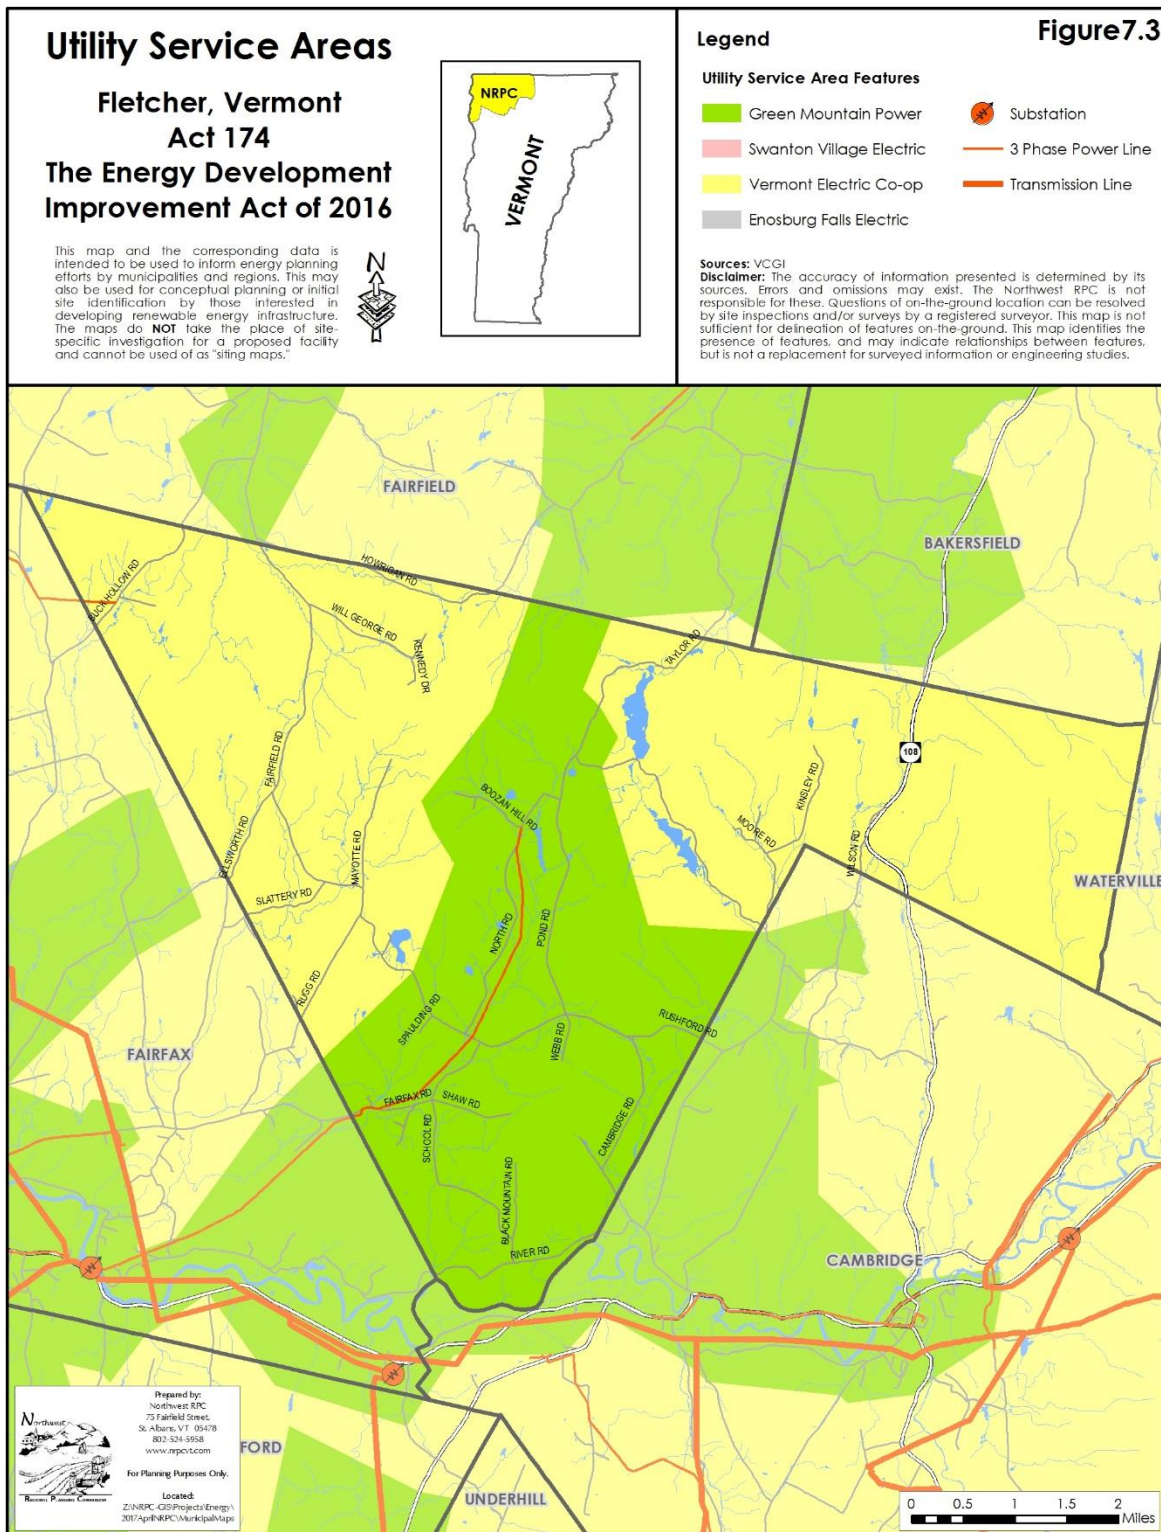 Utility Service Areas
Fletcher, Vermont
Act 174
The Energy Development
Improvement Act of 2016
This map and the corresponding data is
intended to be used to inform energy planning
efforts by municipalities and regions. This may
also be used for conceptual planning or initial
site identification by those interested in
developing renewable energy infrastructure.
The maps do NOT take the place of site-
specific investigation for a proposed facility
and cannot be used of as "siting maps."
N
NRPC
VERMONT
Figure7.3
Legend
Utility Service Area Features
Green Mountain Power
Swanton Village Electric
Vermont Electric Co-op
Enosburg Falls Electric
Substation
3 Phase Power Line
Transmission Line
Sources: VCGI
Disclaimer: The accuracy of information presented is determined by its
sources. Errors and omissions may exist. The Northwest RPC is not
responsible for these. Questions of on-the-ground location can be resolved
by site inspections and/or surveys by a registered surveyor. This map is not
sufficient for delineation of features on-the-ground. This map identifies the
presence of features, and may indicate relationships between features,
but is not a replacement for surveyed information or engineering studies.
FAIRFIELD
BAKERSFIELD
HOWRIGAN RD
BUCK HOLLOW RD
WILL GEORGE RD
KENNEDY DR
TAYLOR RD
FAIRFIELD RD
108
KINSLEY RD
BOOZAN HILL RD
MOORE RD
WILSON RD
ELLSWORTH RD
MAYOTTE RD
SLATTERY RD
WATERVILLE
NORTH RD
POND RD
RUGG RD
SPAULDING RD
RUSHFORD RD
WEBB RD
FAIRFAX
FAIRFAX RD
SHAW RD
SCHOOL RD
CAMBRIDGE RD
BLACK MOUNTAIN RD
RIVER RD
CAMBRIDGE
Prepared by:
Northwest RPC
75 Fairfield Street,
St. Albans, VT 05478
802-524-5958
www.nrpcvt.com
For Planning Purposes Only.
Located:
Z:\NRPC-GIS\Projects\Energy\
2017April\NRPC\MunicipalMaps
Northwest
REGIONAL PLANNING COMMISSION
FORD
UNDERHILL
0 0.5 1 1.5 2
Miles